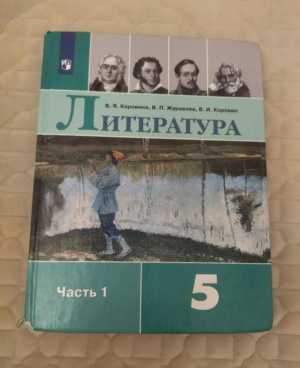 В. Я. Коровина, В. П. Журавлев, В. И. Коровин
ЛИТЕРАТУРА
Часть 1
5